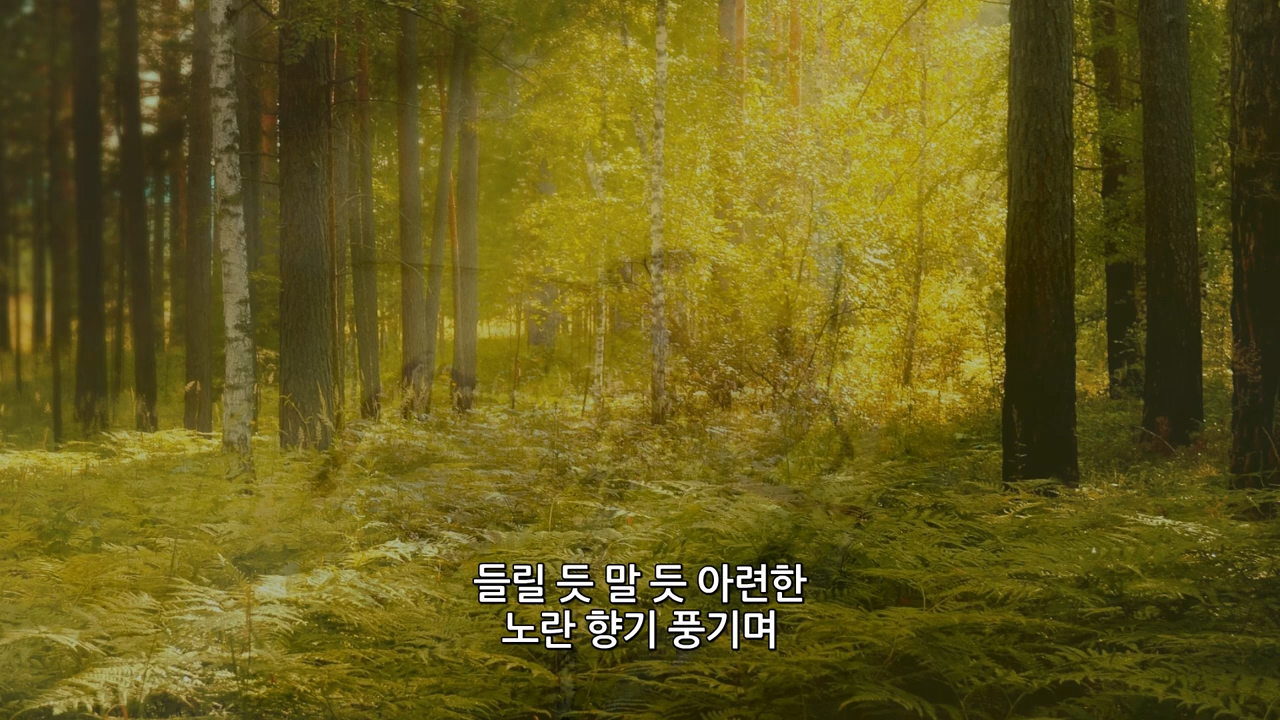 들릴 듯 말 듯 아련한
노란 향기 풍기며